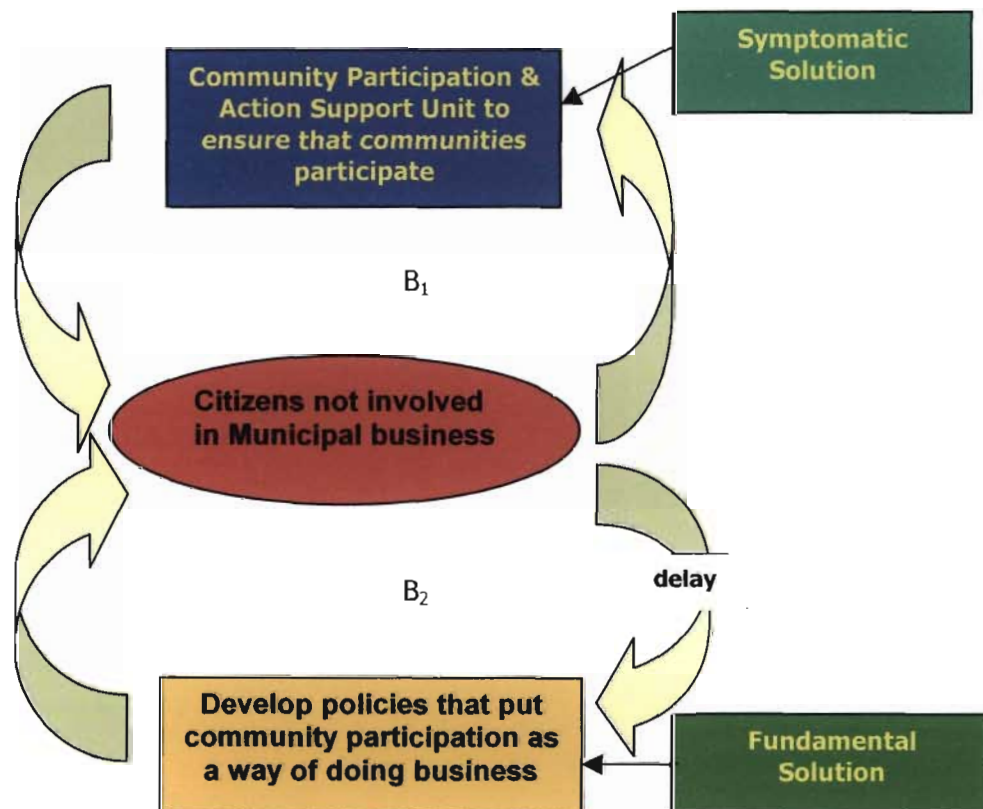 Symptomatic
Solution
Community Participation &
Action Support Unit to
ensure that communities
participate
B₁
Citizens not involved
in Municipal business
delay
B₂
Develop policies that put
community participation as
a way of doing business
Fundamental
Solution